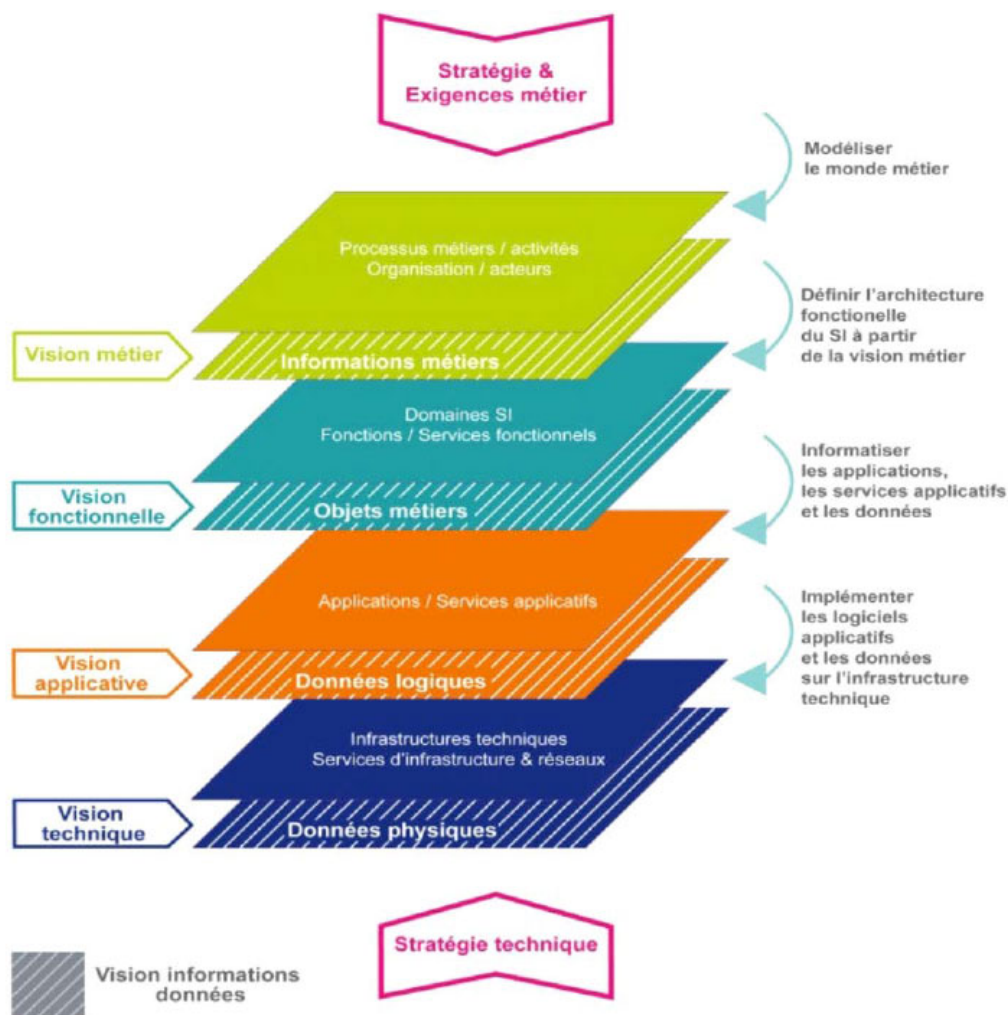 Stratégie &
Exigences métier
Modéliser
le monde métier
Processus métiers / activités
Organisation / acteurs
Définir l'architecture
fonctionelle
du SI à partir
de la vision métier
Vision métier
Informations métiers
Domaines SI
Fonctions / Services fonctionnels
Informatiser
les applications,
les services applicatifs
et les données
Vision
fonctionnelle
Objets métiers
Applications / Services applicatifs
Implémenter
les logiciels
applicatifs
et les données
sur l'infrastructure
technique
Vision
applicative
Données logiques
Infrastructures techniques
Services d'infrastructure & réseaux
Vision
technique
Données physiques
Stratégie technique
Vision informations
données